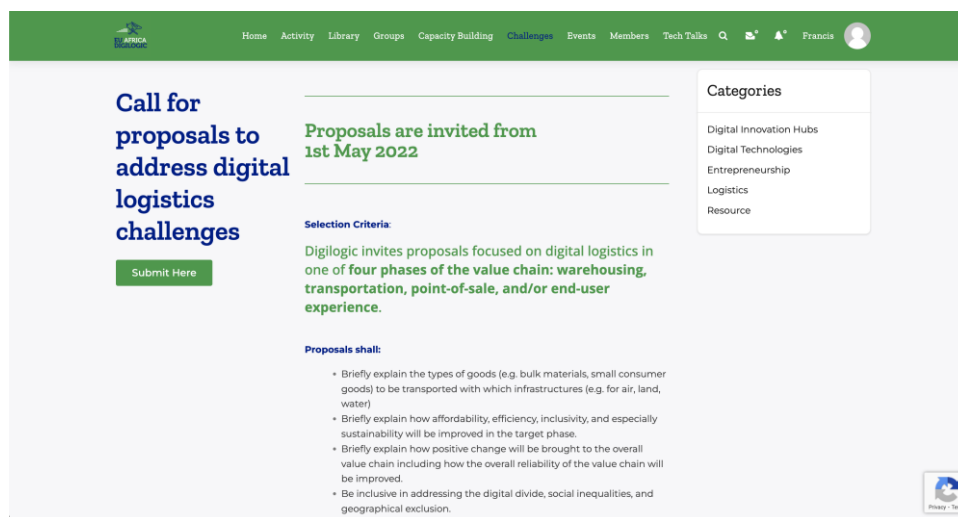 EU AFRICA
DIGILOGIC
Home Activity Library Groups Capacity Building Challenges Events Members Tech Talks Francis
Call for
proposals to
address digital
logistics
challenges
Submit Here
Proposals are invited from
1st May 2022
Selection Criteria:
Digilogic invites proposals focused on digital logistics in
one of four phases of the value chain: warehousing,
transportation, point-of-sale, and/or end-user
experience.
Proposals shall:
• Briefly explain the types of goods (e.g. bulk materials, small consumer
goods) to be transported with which infrastructures (e.g. for air, land,
water)
• Briefly explain how affordability, efficiency, inclusivity, and especially
sustainability will be improved in the target phase.
• Briefly explain how positive change will be brought to the overall
value chain including how the overall reliability of the value chain will
be improved.
• Be inclusive in addressing the digital divide, social inequalities, and
geographical exclusion.
Categories
Digital Innovation Hubs
Digital Technologies
Entrepreneurship
Logistics
Resource
Privacy - Te